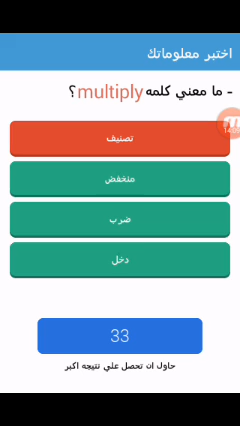 اختبر معلوماتك
- ما معني كلمه multiply ؟
تصنيف
منخفض
ضرب
دخل
33
حاول ان تحصل علي نتيجه اكبر